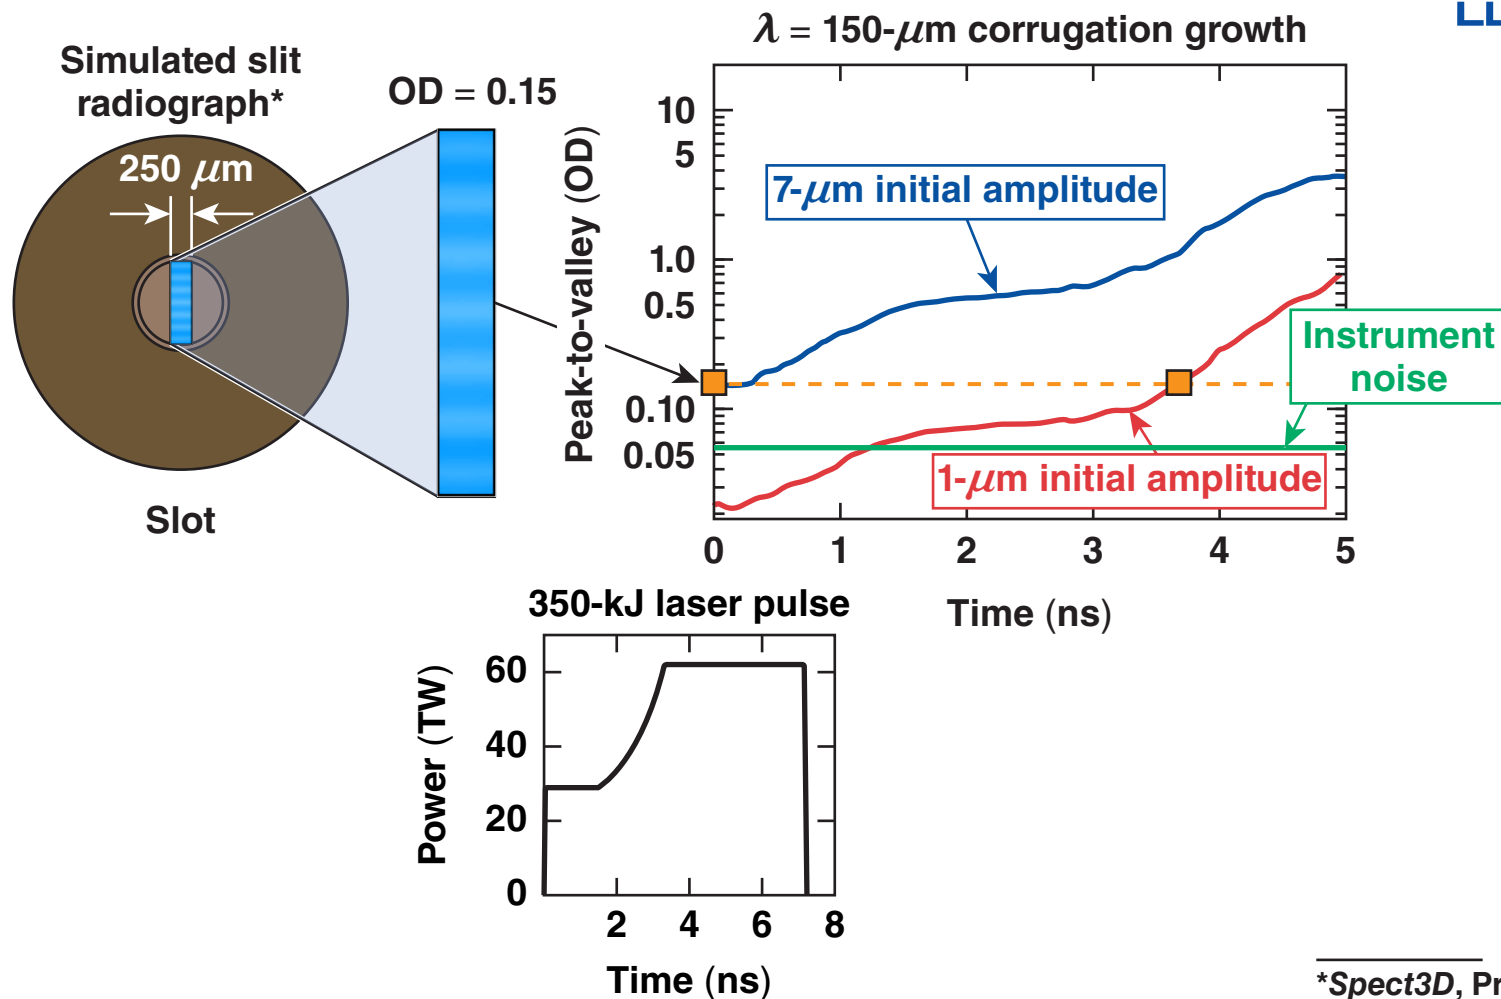 λ = 150-μm corrugation growth
Simulated slit
radiograph*
OD = 0.15
250 μm
Slot
Peak-to-valley (OD)
10
5
1.0
0.5
0.10
0.05
7-μm initial amplitude
Instrument
noise
1-μm initial amplitude
0 1 2 3 4 5
Time (ns)
350-kJ laser pulse
Power (TW)
60
40
20
0
2 4 6 8
Time (ns)
*Spect3D, Pr